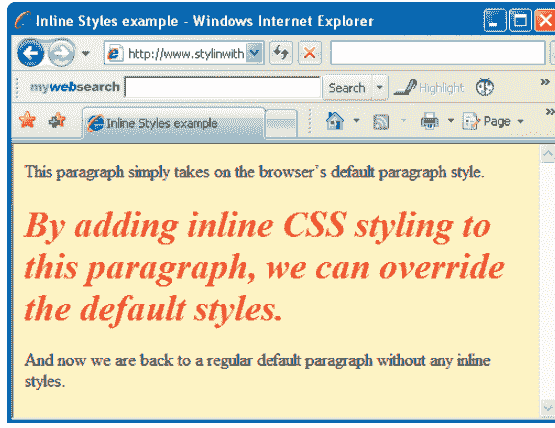 Inline Styles example - Windows Internet Explorer
http://www.stylinwith
mywebsearch Search Highlight »
Inline Styles example Page »
This paragraph simply takes on the browser's default paragraph style.
By adding inline CSS styling to
this paragraph, we can override
the default styles.
And now we are back to a regular default paragraph without any inline
styles.